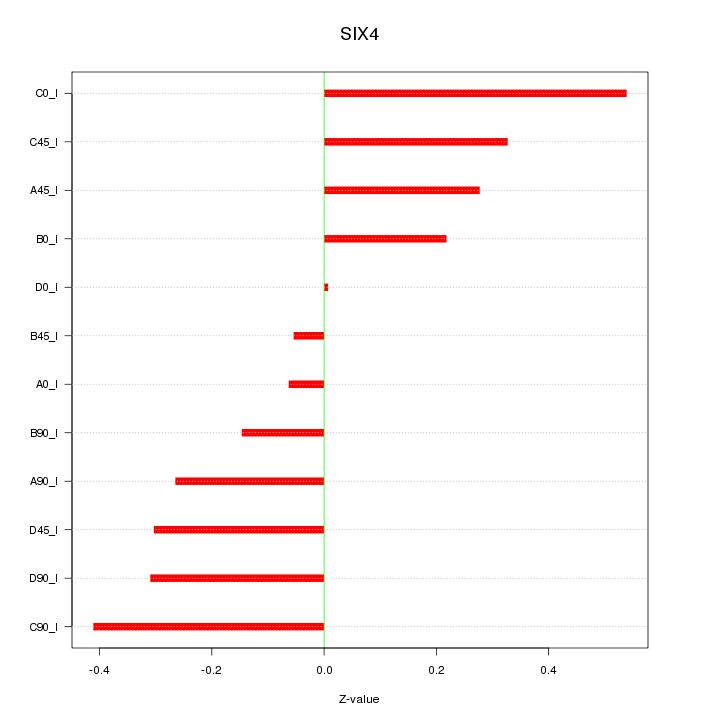 SIX4
C0_I
C45_I
A45_I
B0_I
D0_I
B45_I
A0_I
B90_I
A90_I
D45_I
D90_I
C90_I
-0.4 -0.2 0.0 0.2 0.4
Z-value